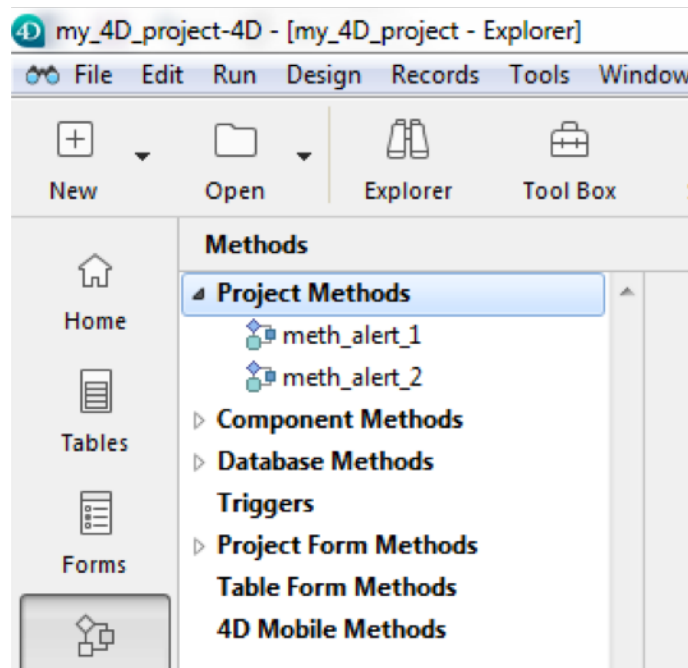 4D my_4D_project-4D - [my_4D_project - Explorer]
File Edit Run Design Records Tools Window
New Open Explorer Tool Box
Home
Tables
Forms
Methods
Project Methods
meth_alert_1
meth_alert_2
Component Methods
Database Methods
Triggers
Project Form Methods
Table Form Methods
4D Mobile Methods